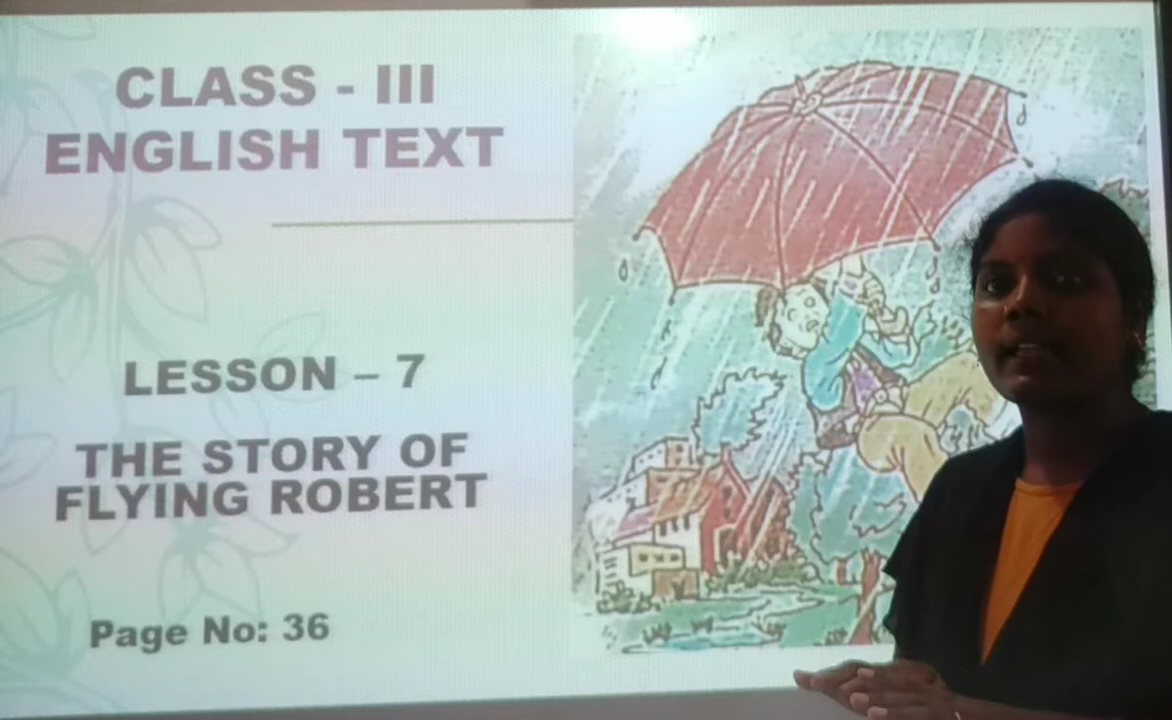 CLASS - III
ENGLISH TEXT
LESSON – 7
THE STORY OF
FLYING ROBERT
Page No: 36